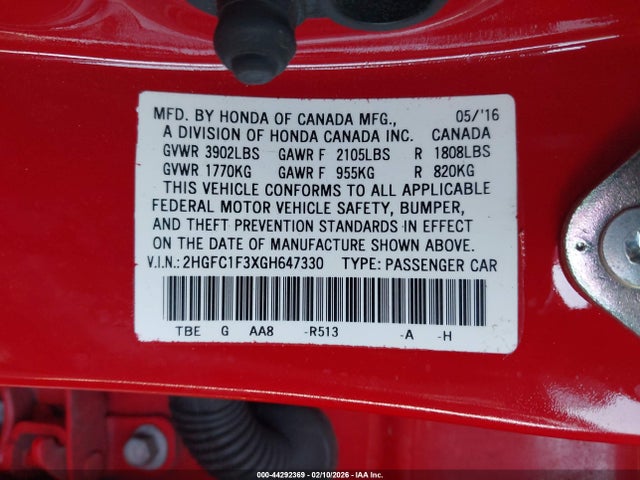 MFD. BY HONDA OF CANADA MFG., 05/'16
A DIVISION OF HONDA CANADA INC. CANADA
GVWR 3902LBS GAWR F 2105LBS R 1808LBS
GVWR 1770KG GAWR F 955KG R 820KG
THIS VEHICLE CONFORMS TO ALL APPLICABLE
FEDERAL MOTOR VEHICLE SAFETY, BUMPER,
AND THEFT PREVENTION STANDARDS IN EFFECT
ON THE DATE OF MANUFACTURE SHOWN ABOVE.
V.I.N.: 2HGFC1F3XGH647330 TYPE: PASSENGER CAR
TBE G AA8 -R513 -A -H
000-44292369 - 02/10/2026 - IAA Inc.